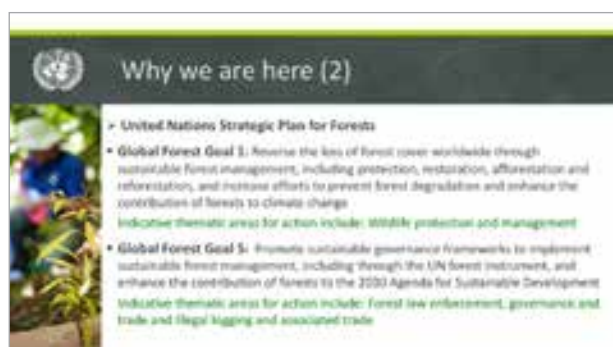 Why we are here (2)
➢ United Nations Strategic Plan for Forests
• Global Forest Goal 1: Reverse the loss of forest cover worldwide through
sustainable forest management, including protection, restoration, afforestation and
reforestation, and increase efforts to prevent forest degradation and enhance the
contribution of forests to climate change
Indicative thematic areas for action include: Wildlife protection and management
• Global Forest Goal 5: Promote sustainable governance frameworks to implement
sustainable forest management, including through the UN forest instrument, and
enhance the contribution of forests to the 2030 Agenda for Sustainable Development
Indicative thematic areas for action include: Forest law enforcement, governance and
trade and illegal logging and associated trade